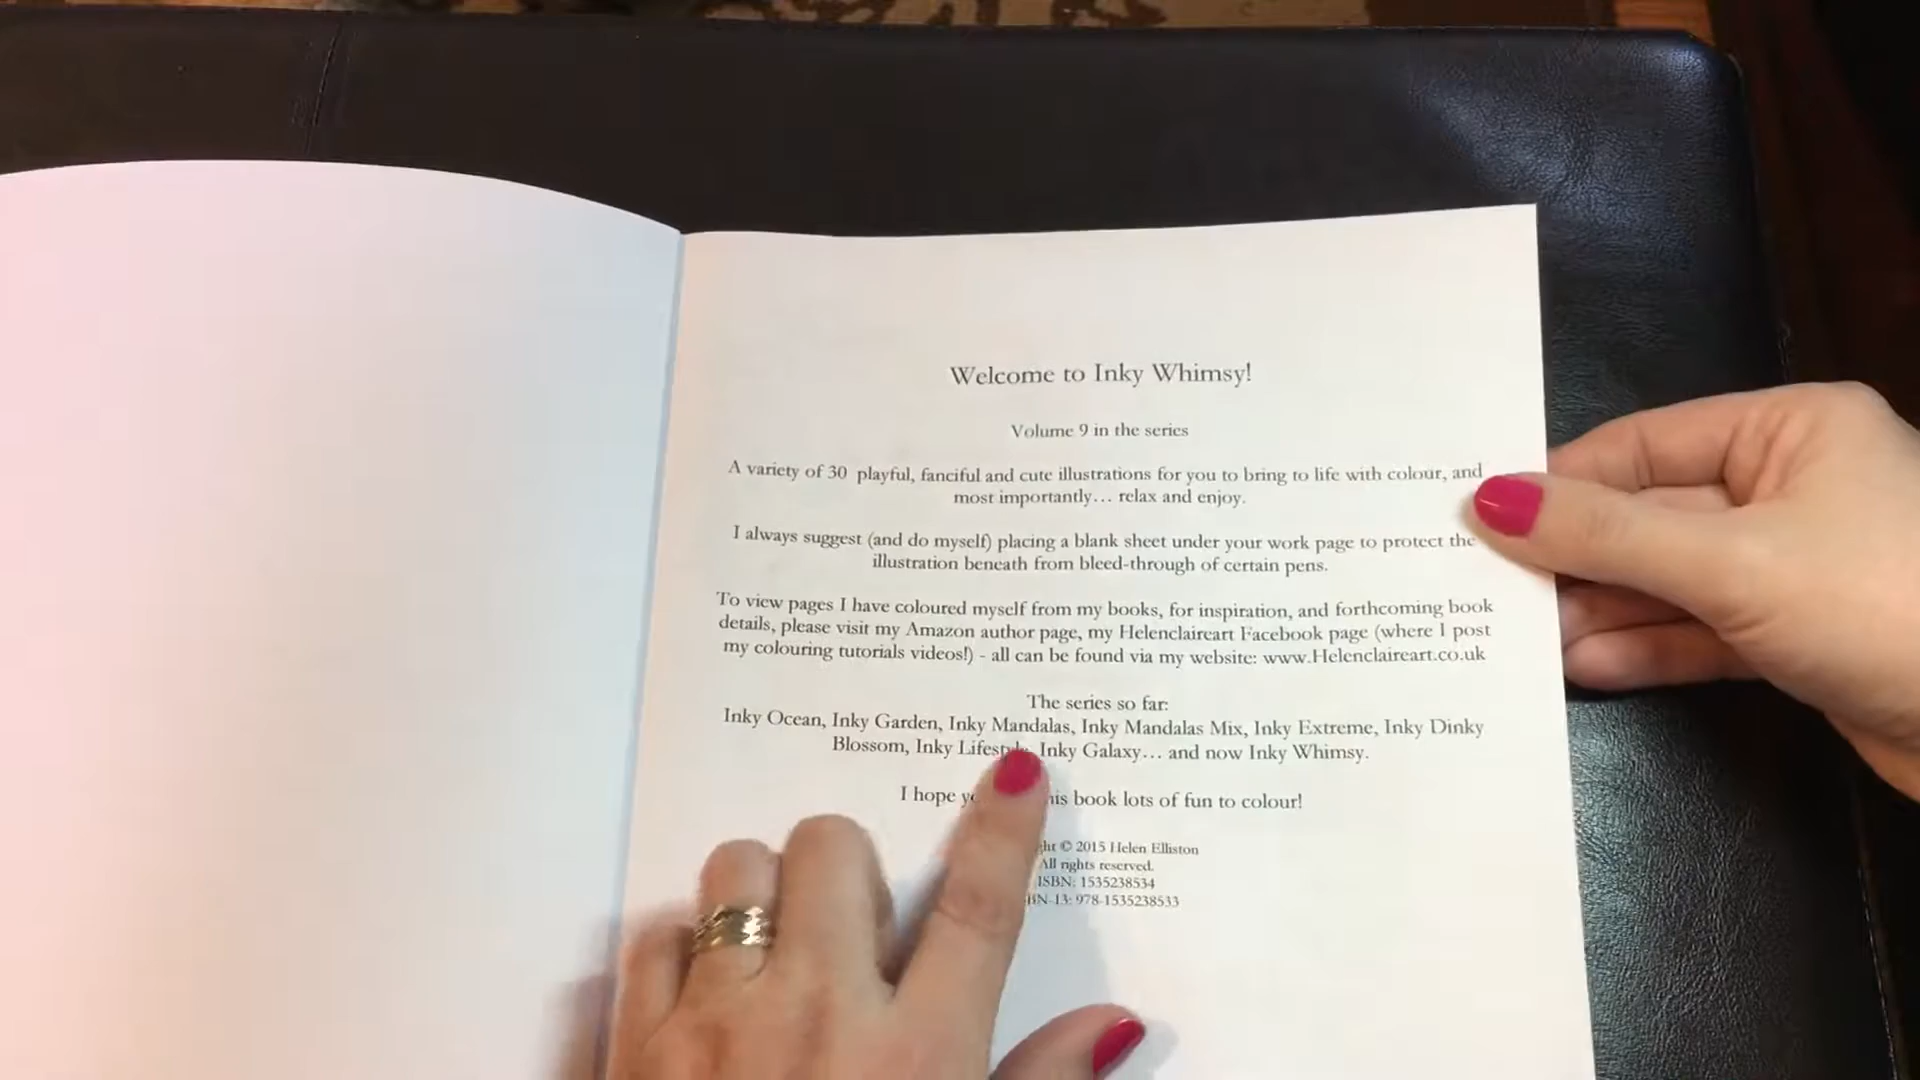 Welcome to Inky Whimsy!
Volume 9 in the series
A variety of 30 playful, fanciful and cute illustrations for you to bring to life with colour, and
most importantly... relax and enjoy.
I always suggest (and do myself) placing a blank sheet under your work page to protect the
illustration beneath from bleed-through of certain pens.
To view pages I have coloured myself from my books, for inspiration, and forthcoming book
details, please visit my Amazon author page, my Helenclaireart Facebook page (where I post
my colouring tutorials videos!) - all can be found via my website: www.Helenclaireart.co.uk
The series so far:
Inky Ocean, Inky Garden, Inky Mandalas, Inky Mandalas Mix, Inky Extreme, Inky Dinky
Blossom, Inky Inky Galaxy... and now Inky Whimsy.
I hope book lots of fun to colour!
© 2015 Helen Elliston
All rights reserved.
ISBN: 1535238534
978-1535238533